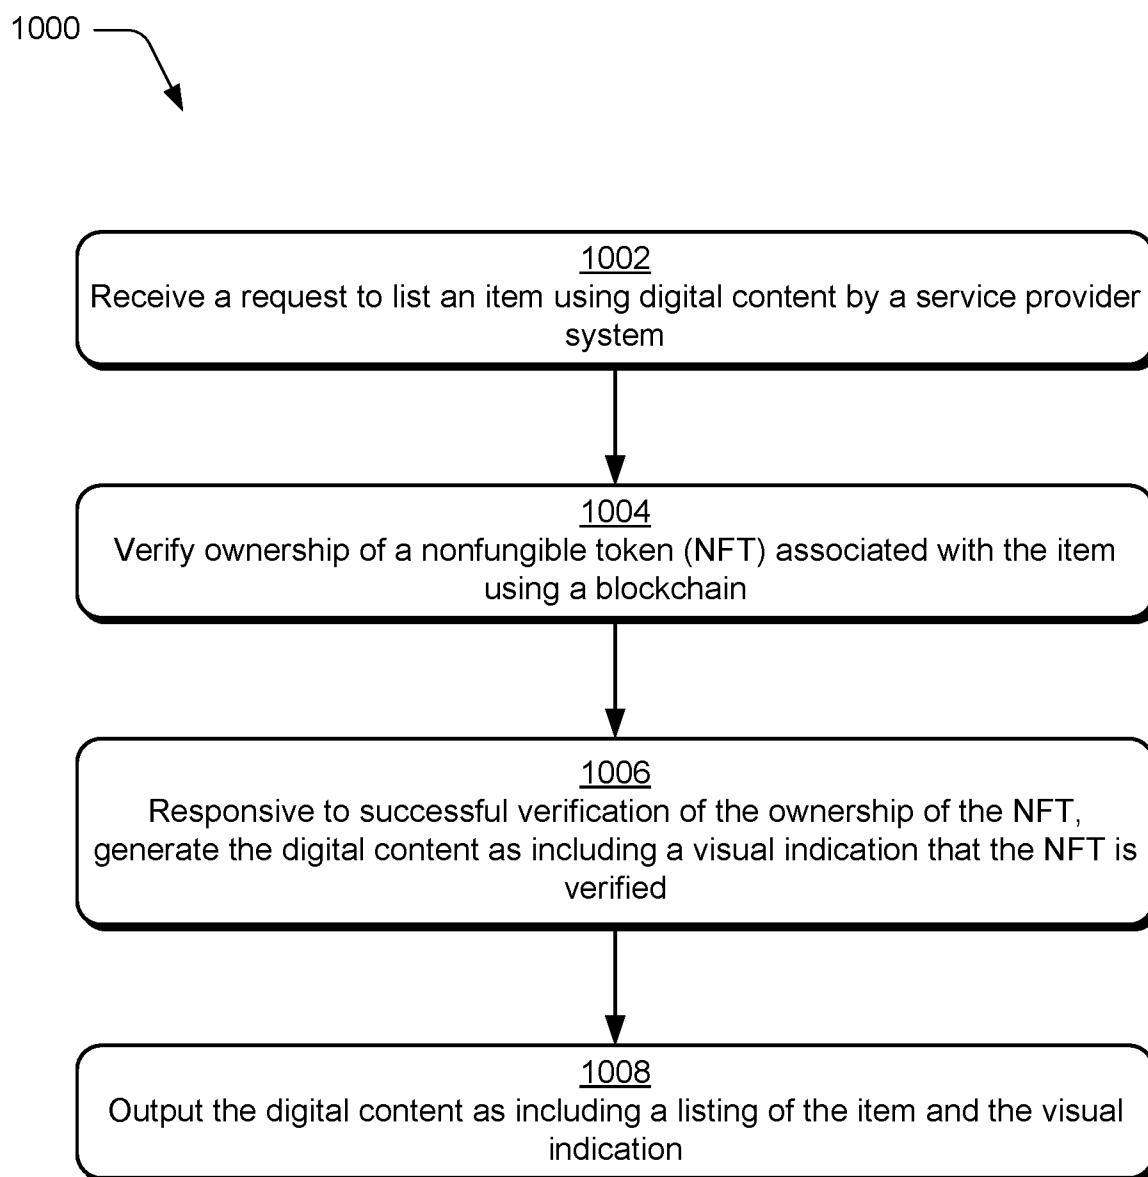 1000
1002
Receive a request to list an item using digital content by a service provider
system
1004
Verify ownership of a nonfungible token (NFT) associated with the item
using a blockchain
1006
Responsive to successful verification of the ownership of the NFT,
generate the digital content as including a visual indication that the NFT is
verified
1008
Output the digital content as including a listing of the item and the visual
indication